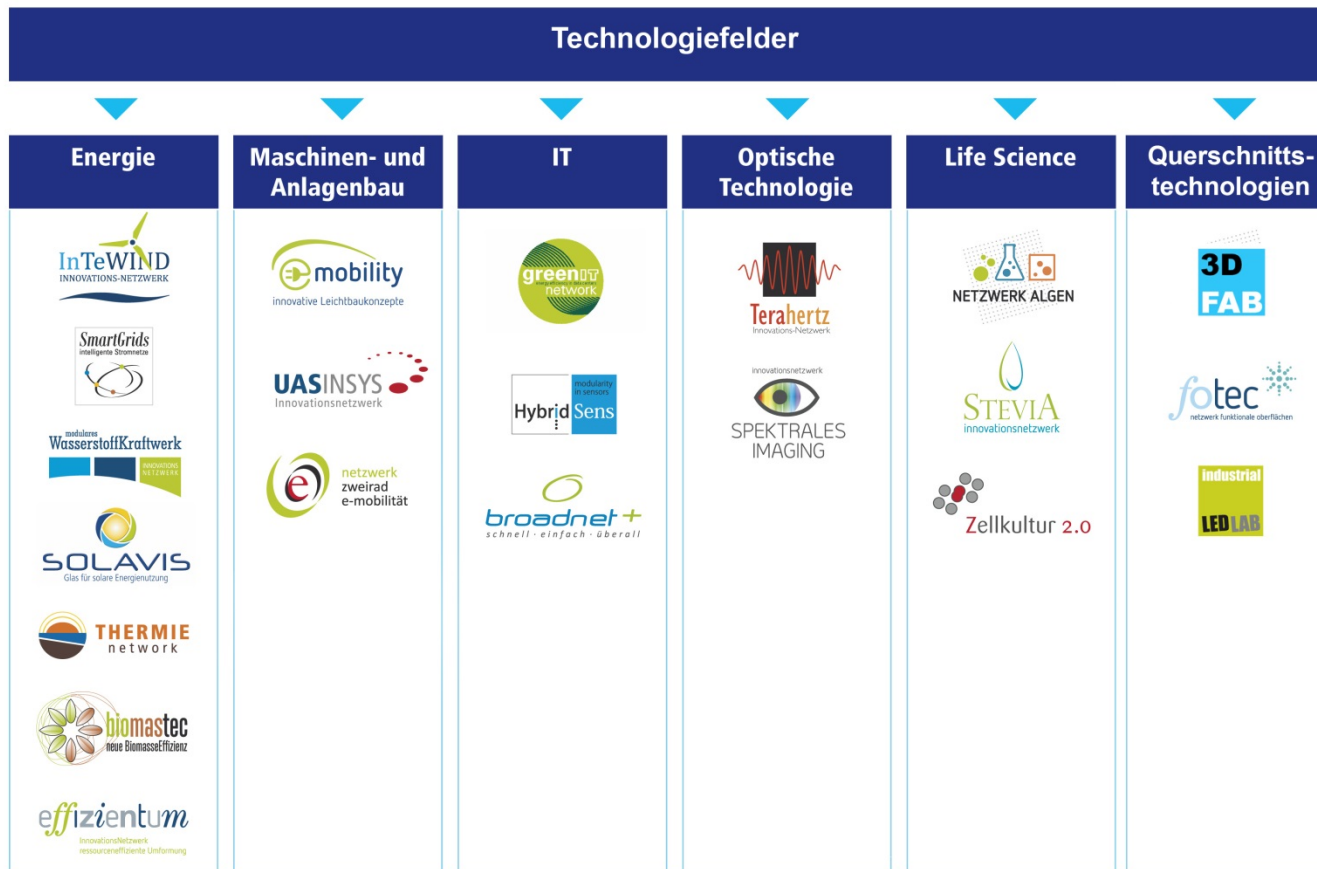 Technologiefelder
Energie
InTeWIND
INNOVATIONS-NETZWERK
SmartGrids
intelligente Stromnetze
modulares
WasserstoffKraftwerk
INNOVATIONS
NETZWERK
SOLAVIS
Glas für solare Energienutzung
THERMIE
network
biomastec
neue BiomasseEffizienz
effizientum
InnovationsNetzwerk
ressourceneffiziente Umformung
Maschinen- und
Anlagenbau
e mobility
innovative Leichtbaukonzepte
UASINSYS
Innovationsnetzwerk
e
netzwerk
zweirad
e-mobilität
IT
greenIT
network
modularity
in sensors
Hybrid Sens
broadnet+
schnell · einfach · überall
Optische
Technologie
Terahertz
Innovations-Netzwerk
innovationsnetzwerk
SPEKTRALES
IMAGING
Life Science
NETZWERK ALGEN
STEVIA
innovationsnetzwerk
Zellkultur 2.0
Querschnitts-
technologien
3D
FAB
fotec
netzwerk funktionale oberflächen
industrial
LED LAB